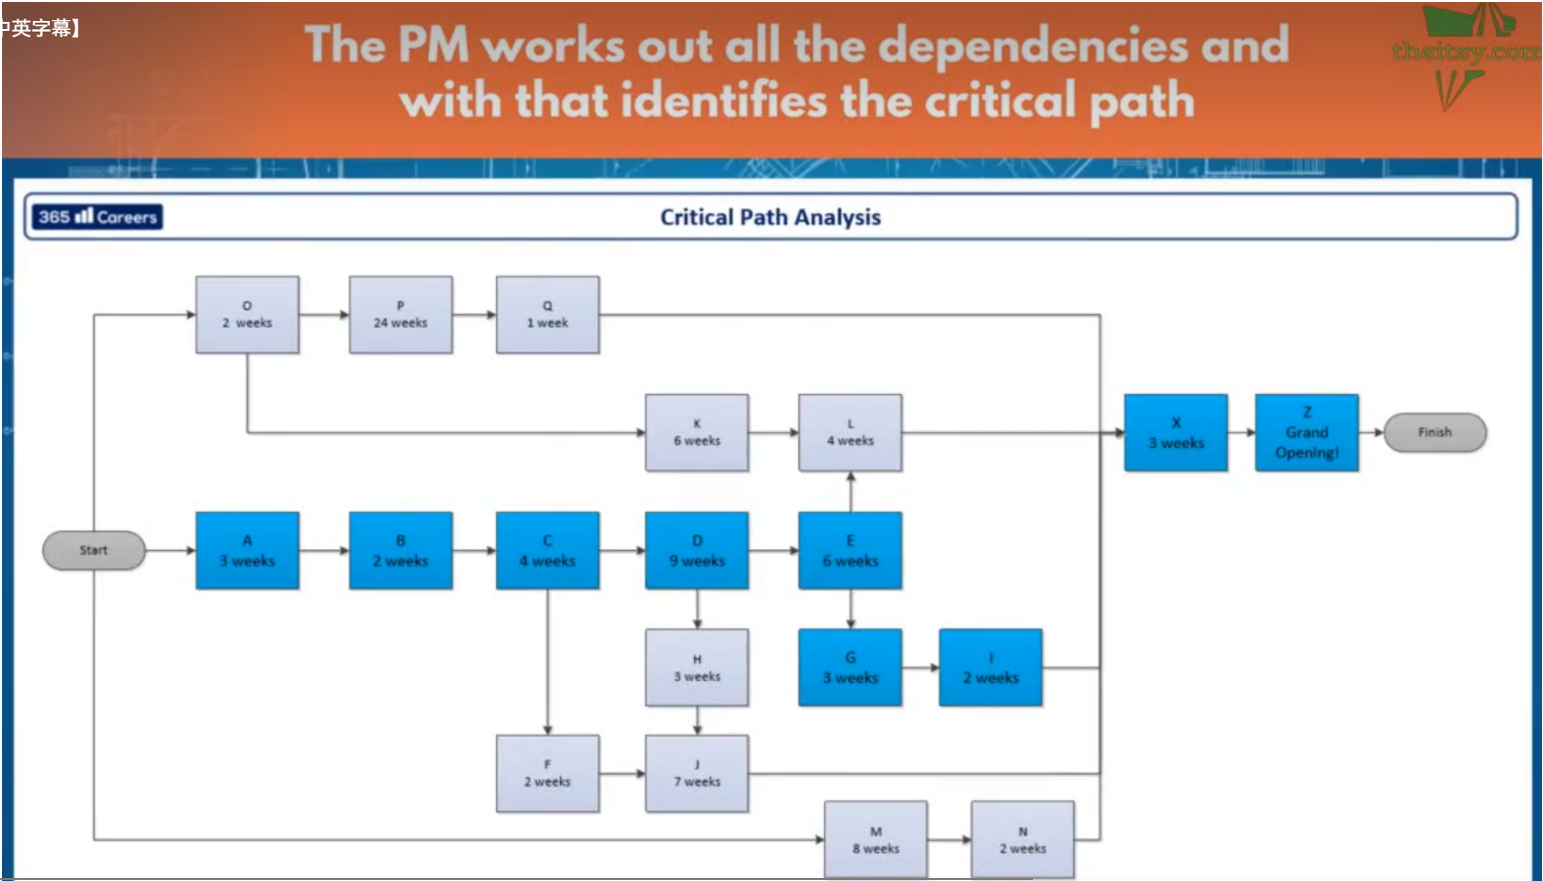 中英字幕】
The PM works out all the dependencies and
with that identifies the critical path
theitsy.com
365 Careers
Critical Path Analysis
O
2 weeks
P
24 weeks
Q
1 week
K
6 weeks
L
4 weeks
X
3 weeks
Z
Grand
Opening!
Finish
Start
A
3 weeks
B
2 weeks
C
4 weeks
D
9 weeks
E
6 weeks
H
3 weeks
G
3 weeks
I
2 weeks
F
2 weeks
J
7 weeks
M
8 weeks
N
2 weeks